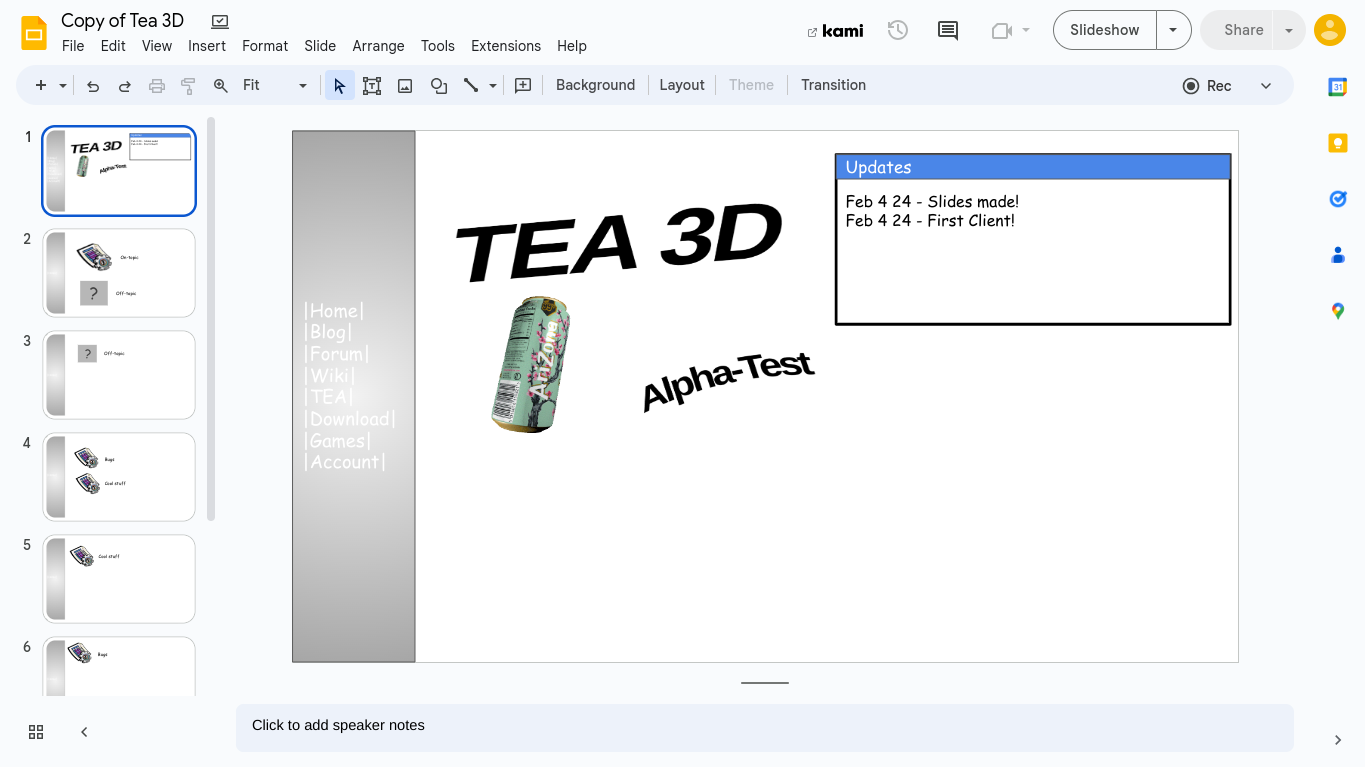 Copy of Tea 3D
File Edit View Insert Format Slide Arrange Tools Extensions Help
kami
Slideshow
Share
Fit
Background
Layout
Theme
Transition
Rec
31
1
TEA 3D
Alpha-Test
2
On-topic
?
Off-topic
3
?
Off-topic
4
Bugs
Cool stuff
5
Cool stuff
6
Bugs
|Home|
|Blog|
|Forum|
|Wiki|
|TEA|
|Download|
|Games|
|Account|
TEA 3D
AriZona
Alpha-Test
Updates
Feb 4 24 - Slides made!
Feb 4 24 - First Client!
Click to add speaker notes